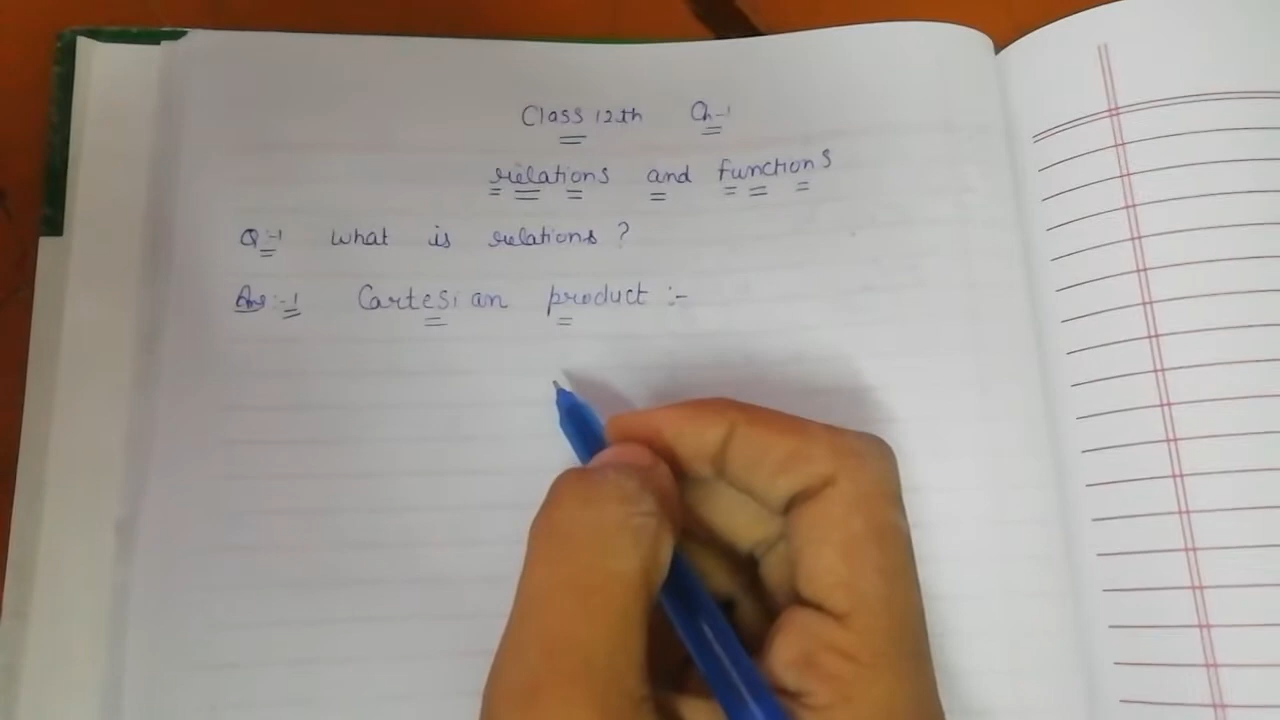 Class 12th Ch-1
relations and functions
Q:-1 What is relations ?
Ans:-1 Cartesian product :-